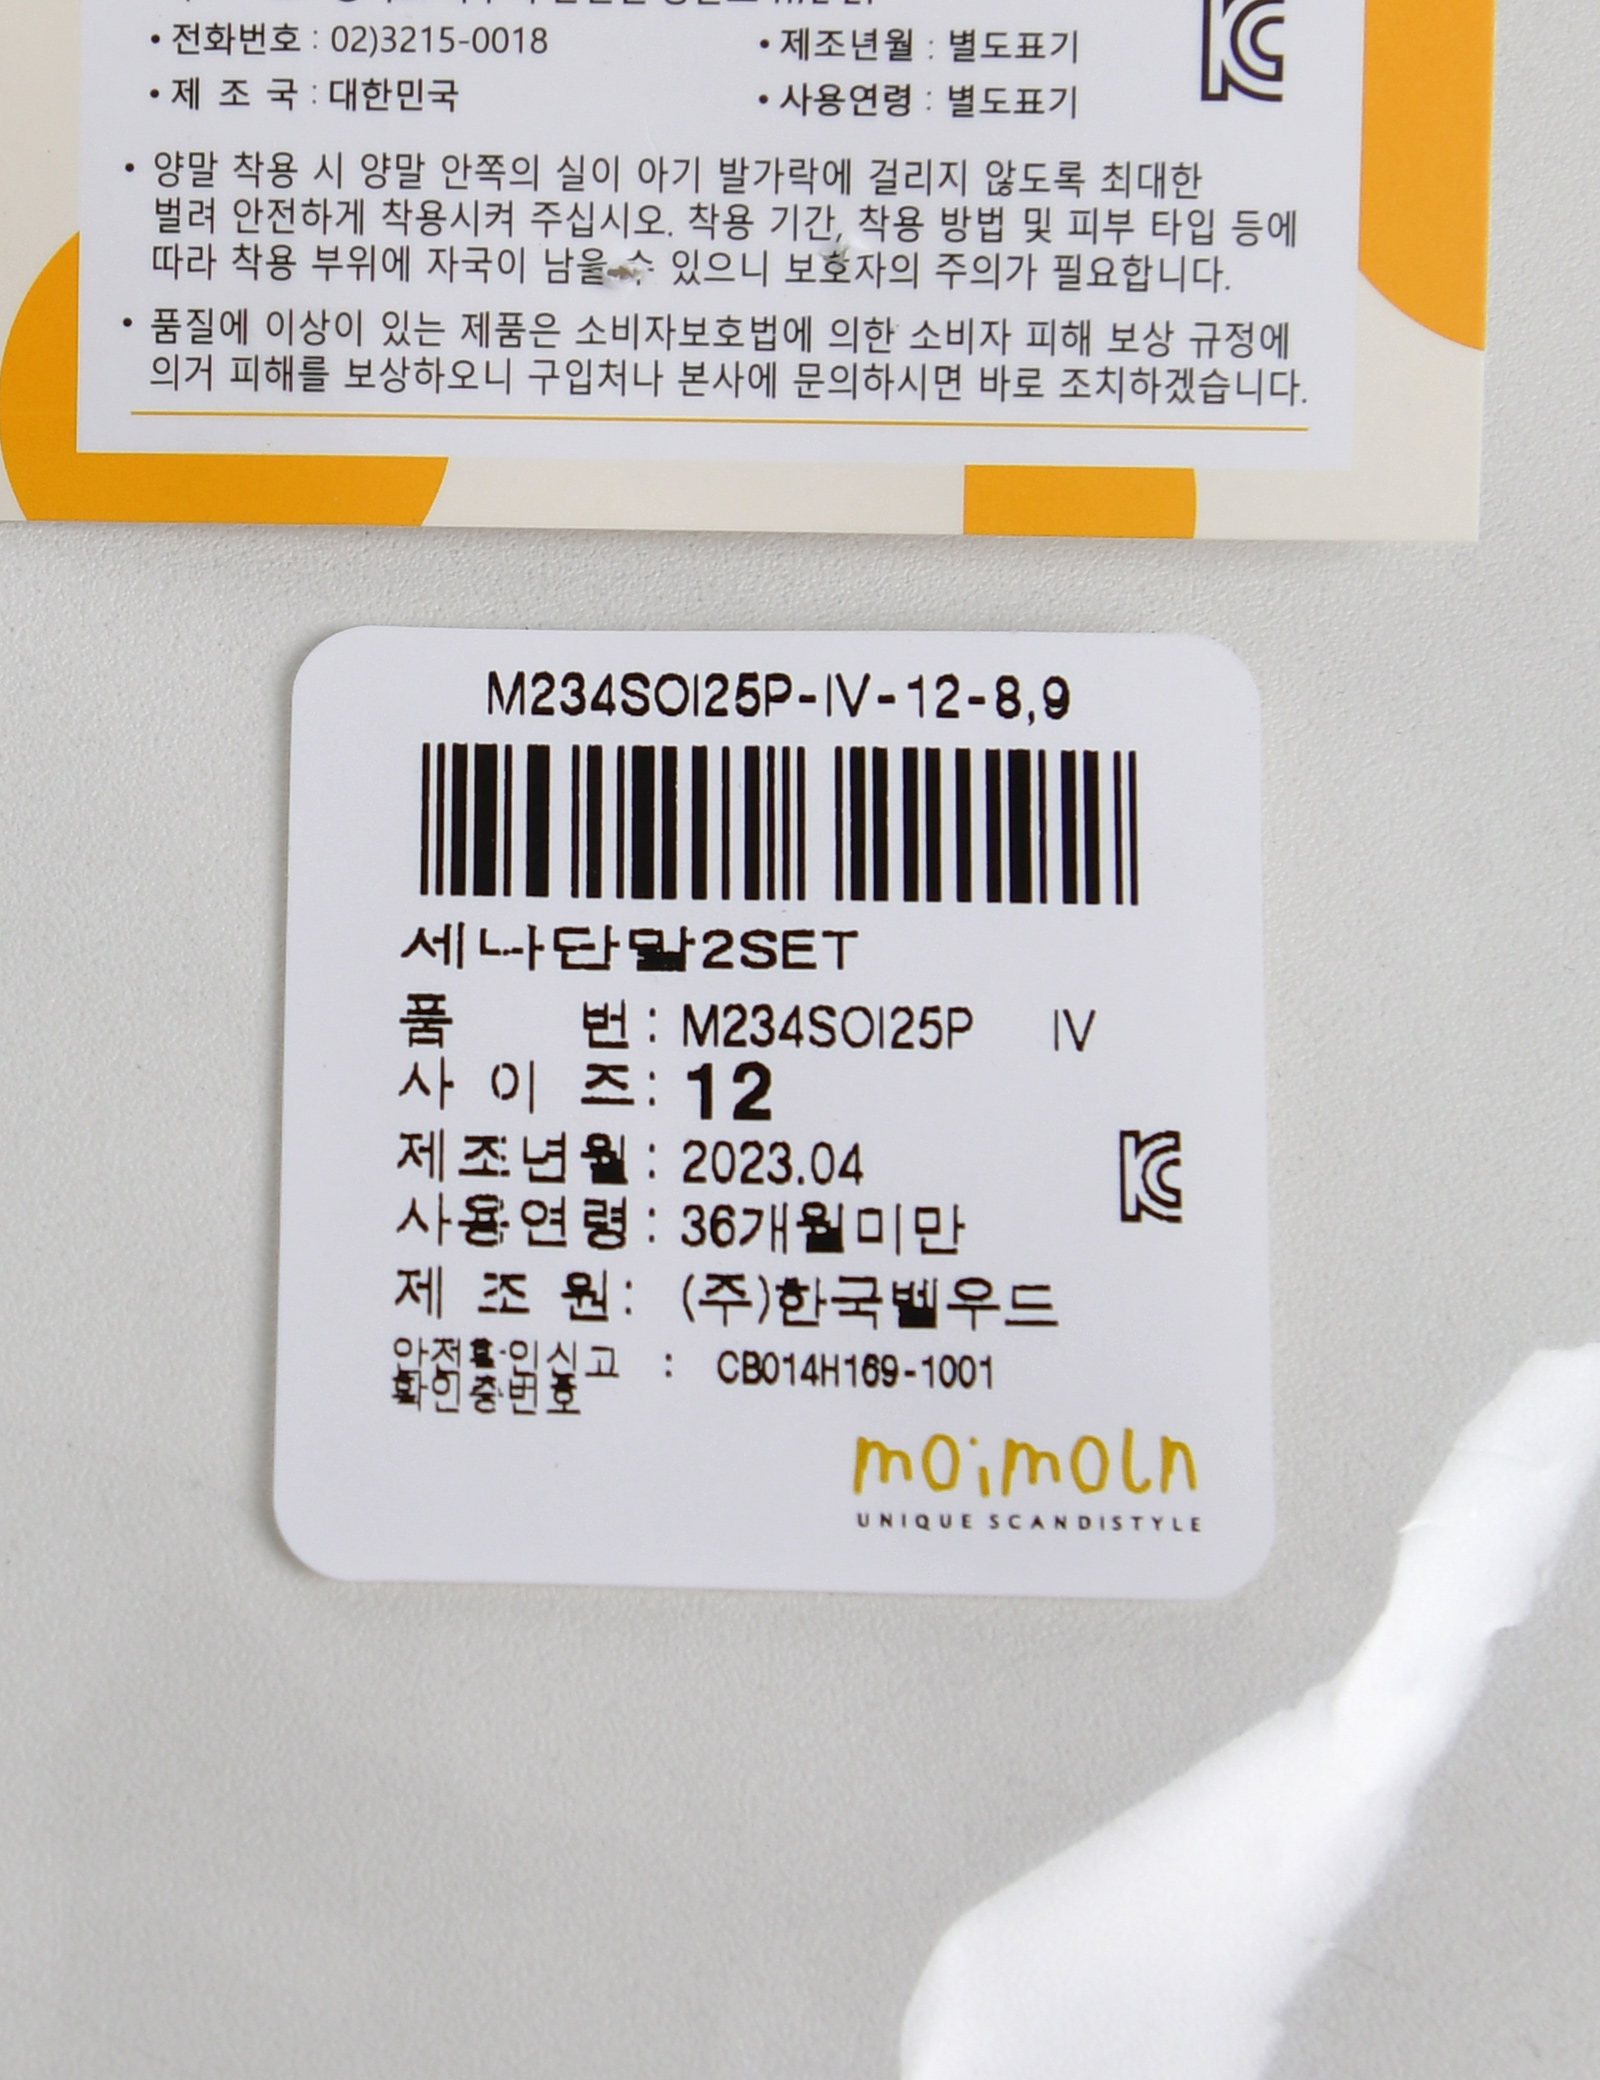 • 전화번호 : 02)3215-0018
• 제조년월 : 별도표기
• 제 조 국 : 대한민국
• 사용연령 : 별도표기
• 양말 착용 시 양말 안쪽의 실이 아기 발가락에 걸리지 않도록 최대한
벌려 안전하게 착용시켜 주십시오. 착용 기간, 착용 방법 및 피부 타입 등에
따라 착용 부위에 자국이 남을 수 있으니 보호자의 주의가 필요합니다.
• 품질에 이상이 있는 제품은 소비자보호법에 의한 소비자 피해 보상 규정에
의거 피해를 보상하오니 구입처나 본사에 문의하시면 바로 조치하겠습니다.
M234SOI25P-IV-12-8,9
세나단말2SET
품 번 : M234SOI25P IV
사 이 즈 : 12
제조년월 : 2023.04
사용연령 : 36개월미만
제 조 원 : (주)한국벨우드
안전확인신고 : CB014H169-1001
확인증번호
moimoln
UNIQUE SCANDISTYLE